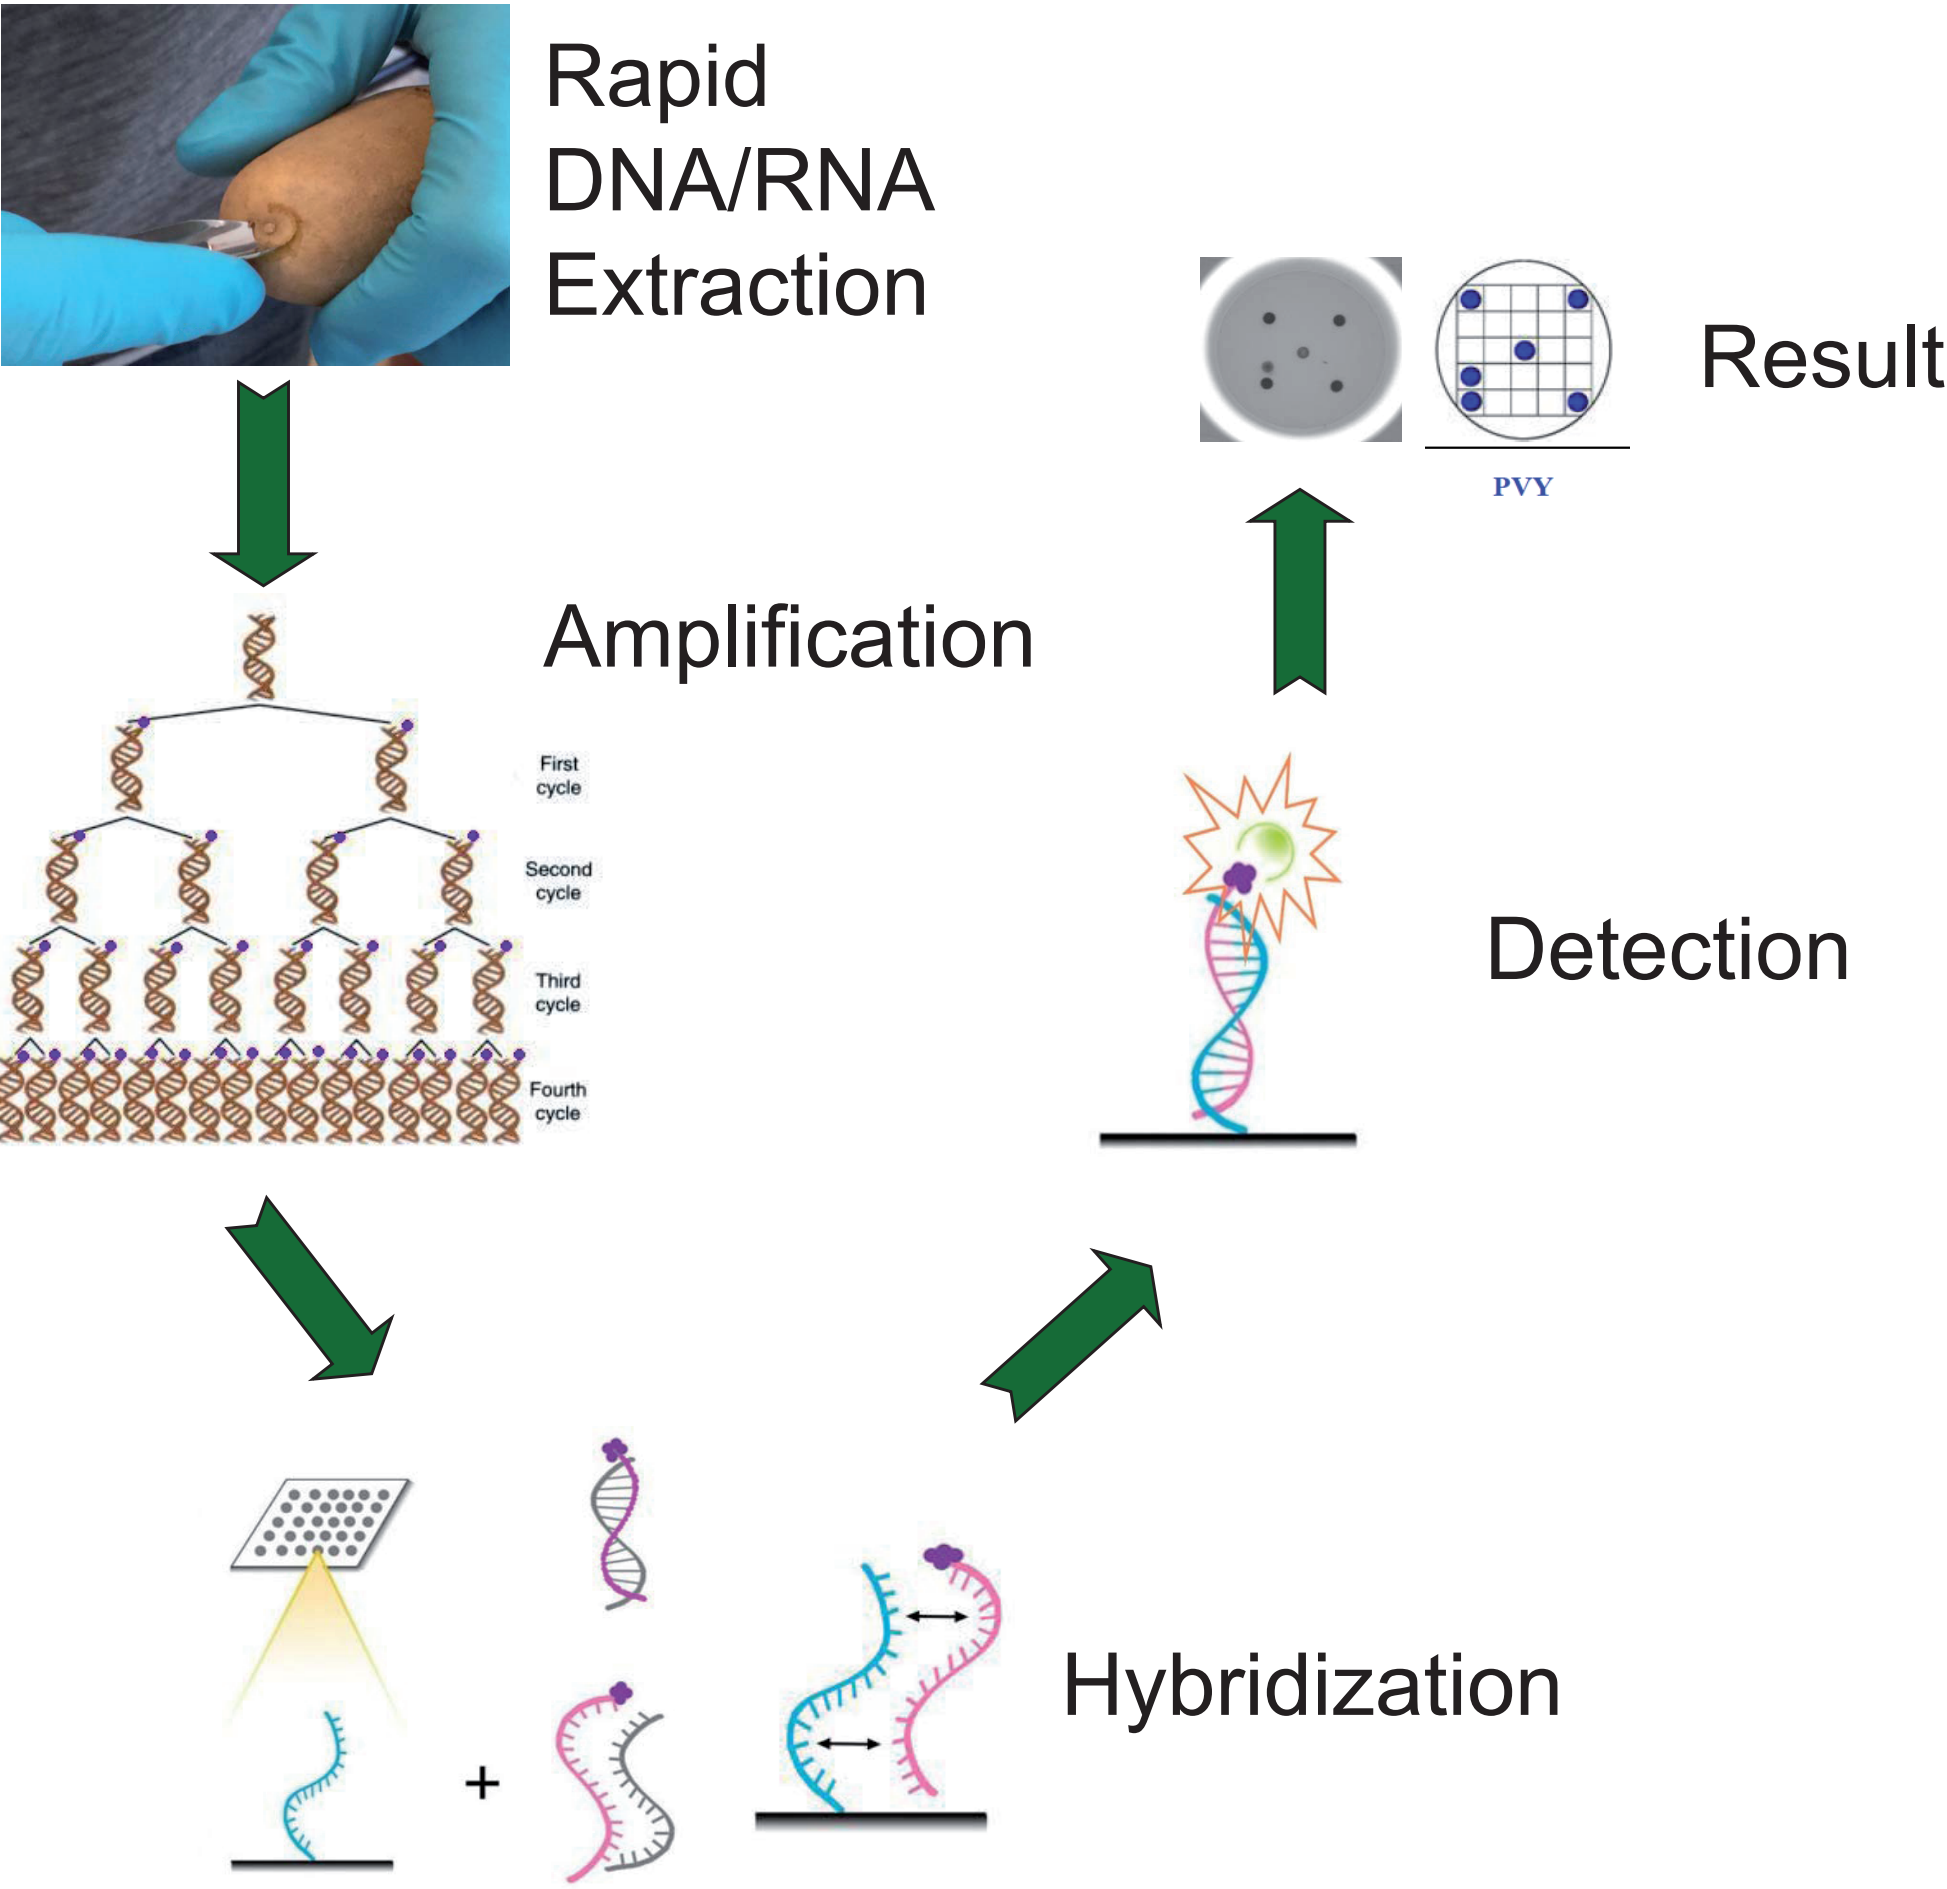 Rapid
DNA/RNA
Extraction
Amplification
First
cycle
Second
cycle
Third
cycle
Fourth
cycle
+
Hybridization
Detection
Result
PVY